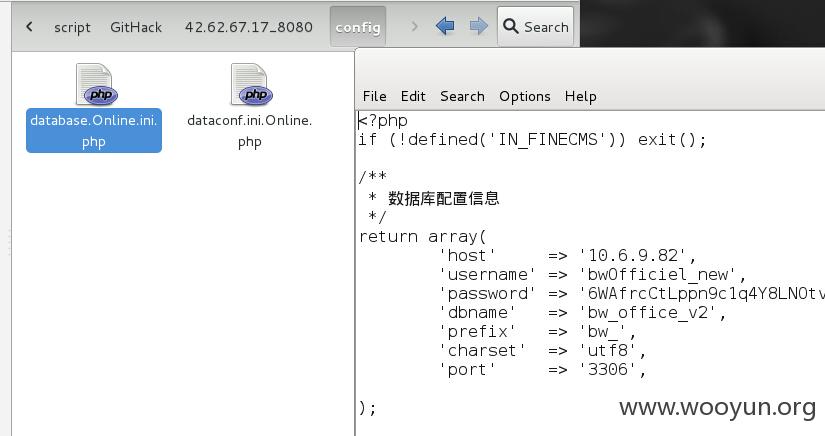 script GitHack 42.62.67.17_8080 config Search
database.Online.ini.
php
dataconf.ini.Online.
php
File Edit Search Options Help
<?php
if (!defined('IN_FINECMS')) exit();
/**
* 数据库配置信息
*/
return array(
'host' => '10.6.9.82',
'username' => 'bwOfficiel_new',
'password' => '6WAfrcCtLppn9c1q4Y8LNOtv
'dbname' => 'bw_office_v2',
'prefix' => 'bw_',
'charset' => 'utf8',
'port' => '3306',
);
www.wooyun.org